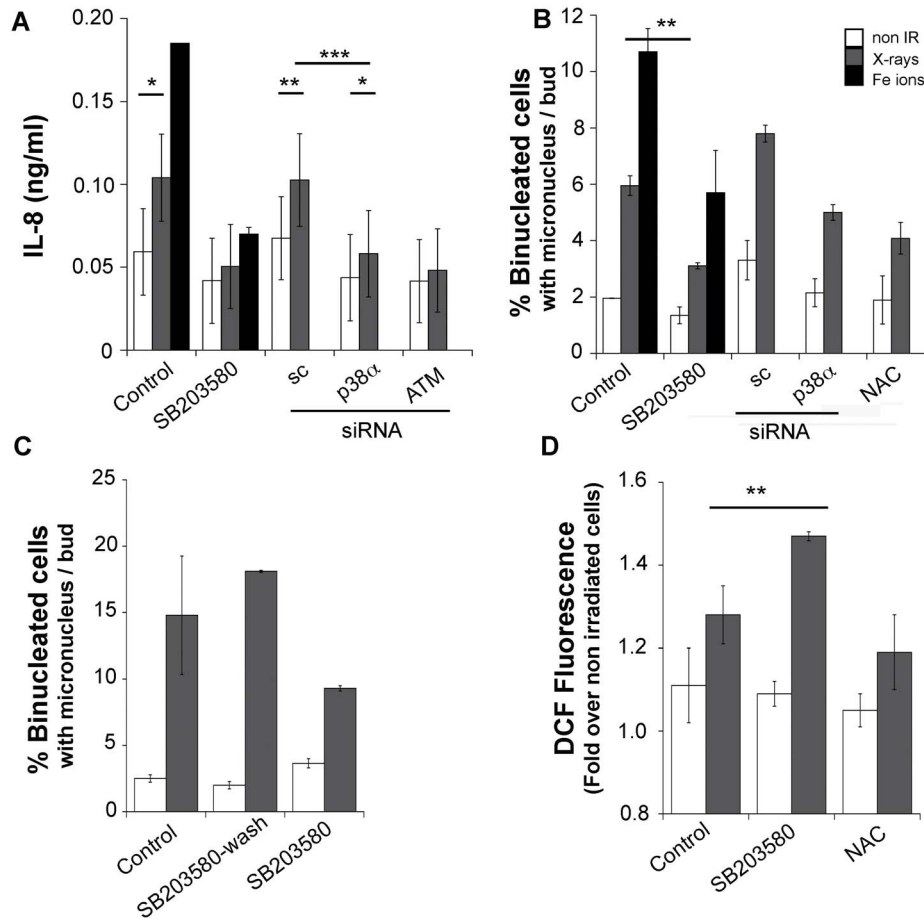 A
IL-8 (ng/ml)
0.20
0.15
0.10
0.05
0
*
**
***
*
Control
SB203580
sc
p38α
ATM
siRNA
B
% Binucleated cells
with micronucleus / bud
12
10
8
6
4
2
0
**
non IR
X-rays
Fe ions
Control
SB203580
sc
p38α
NAC
siRNA
C
% Binucleated cells
with micronucleus / bud
25
20
15
10
5
0
Control
SB203580-wash
SB203580
D
DCF Fluorescence
(Fold over non irradiated cells)
1.6
1.4
1.2
1.0
0.8
**
Control
SB203580
NAC